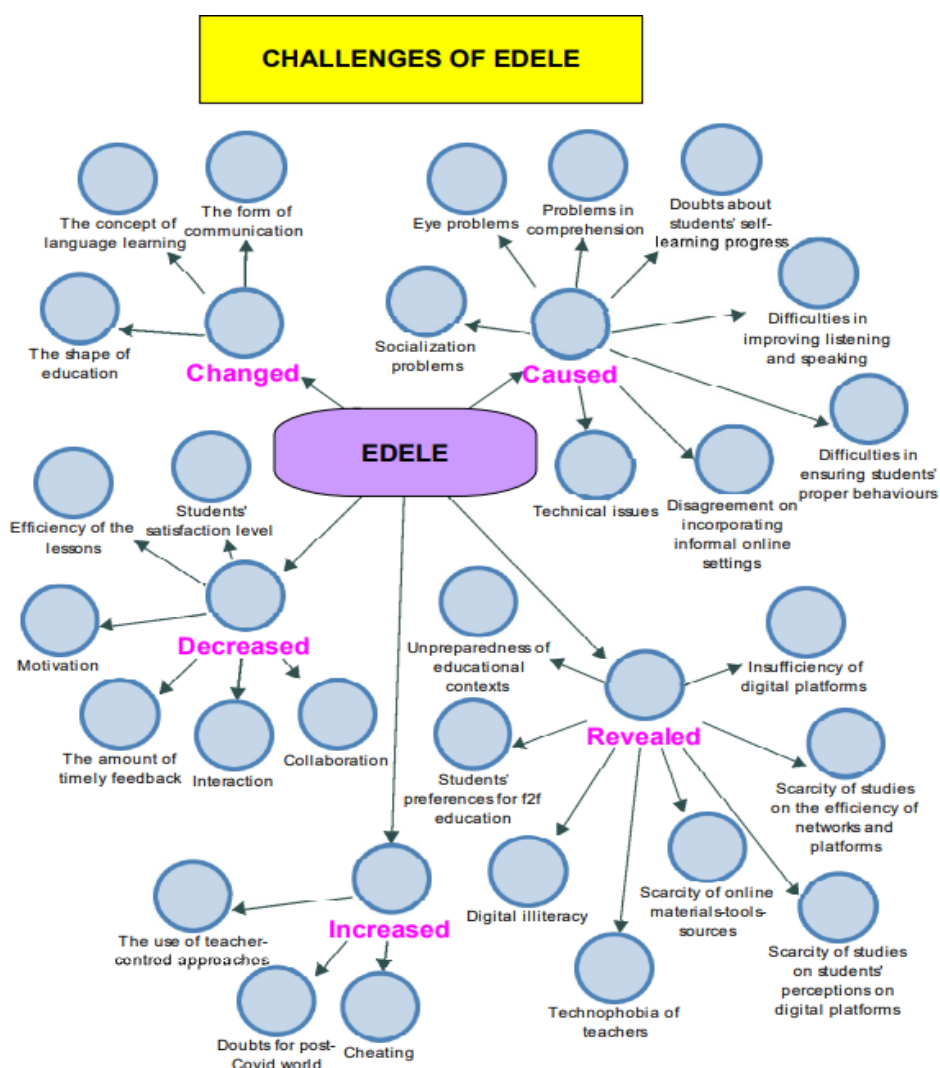 CHALLENGES OF EDELE
The concept of
language learning
The form of
communication
The shape of
education
Changed
Eye problems
Problems in
comprehension
Doubts about
students' self-
learning progress
Socialization
problems
Difficulties in
improving listening
and speaking
Caused
Difficulties in
ensuring students'
proper behaviours
Technical issues
Disagreement on
incorporating
informal online
settings
EDELE
Efficiency of the
lessons
Students'
satisfaction level
Motivation
Decreased
The amount of
timely feedback
Interaction
Collaboration
Unpreparedness of
educational
contexts
Insufficiency of
digital platforms
Revealed
Students'
preferences for f2f
education
Scarcity of studies
on the efficiency of
networks and
platforms
Digital illiteracy
Scarcity of online
materials-tools-
sources
Scarcity of studies
on students'
perceptions on
digital platforms
Technophobia of
teachers
Increased
The use of teacher-
centred approaches
Doubts for post-
Covid world
Cheating